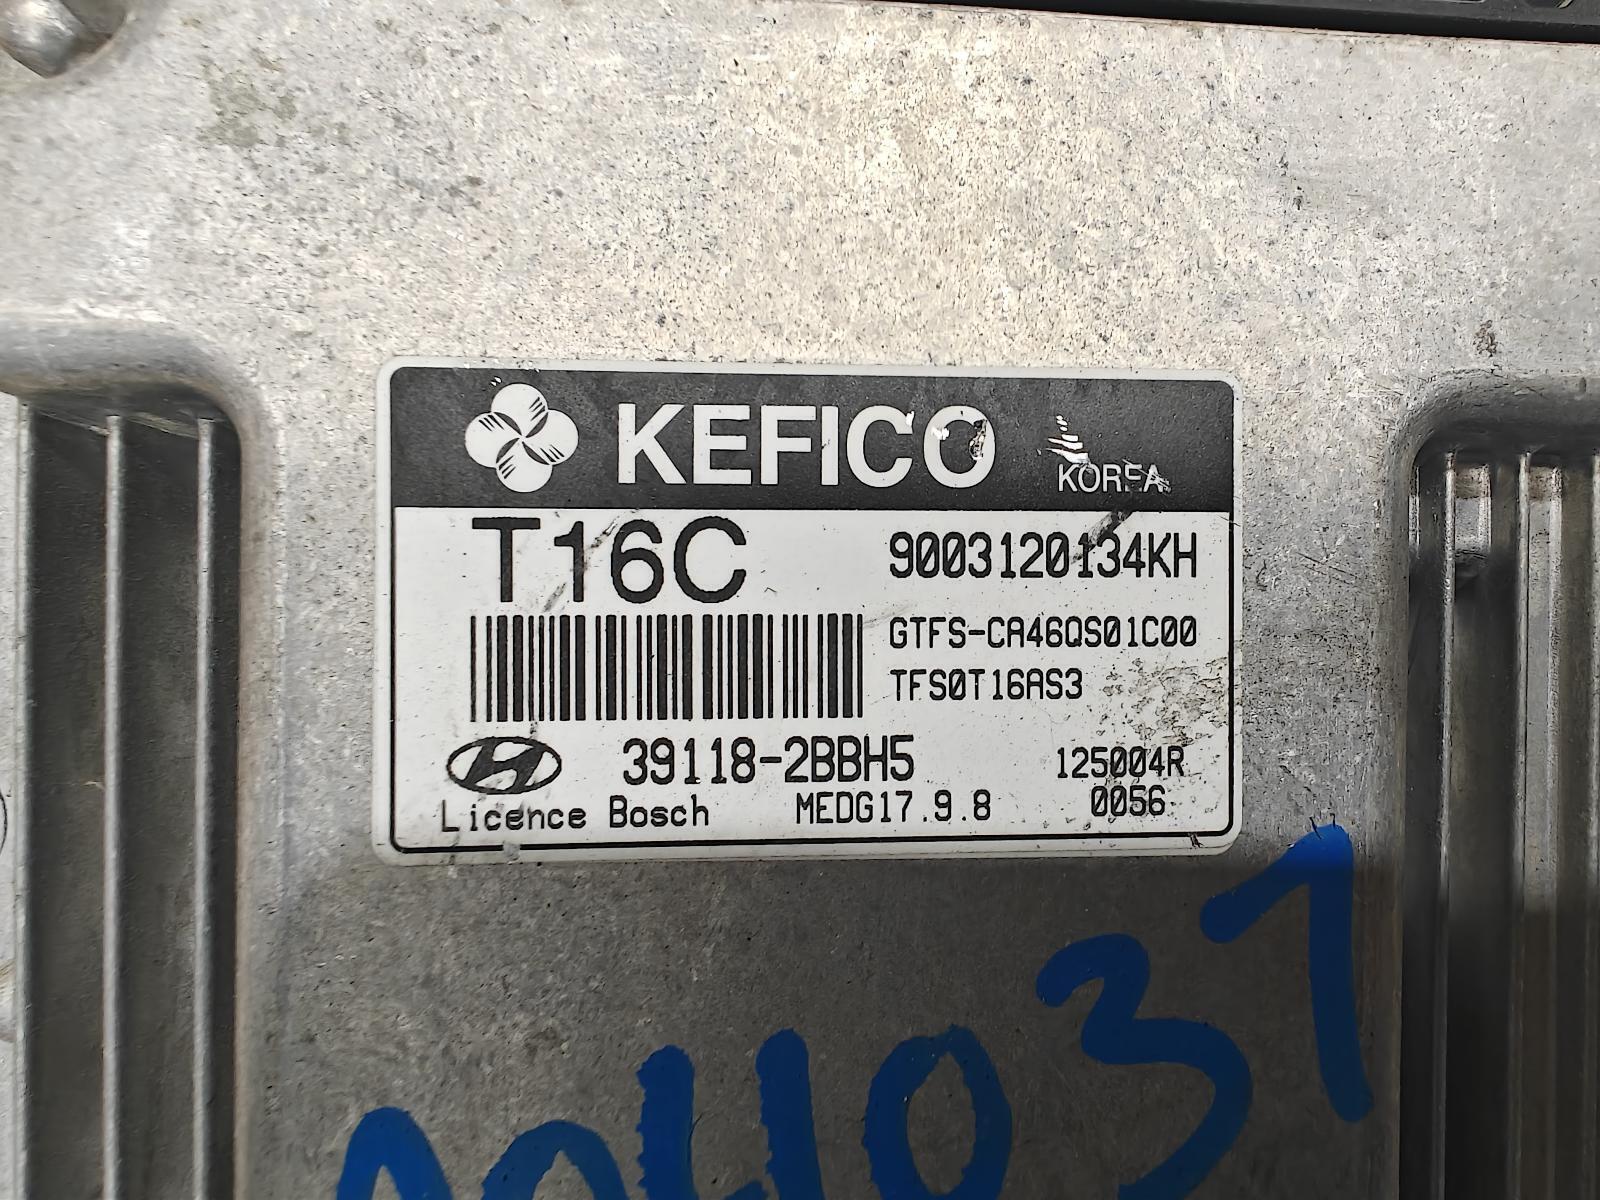 KEFICO
KOREA
T16C
9003120134KH
GTFS-CA46QS01C00
TFS0T16AS3
39118-2BBH5
125004R
Licence Bosch
MEDG17.9.8
0056